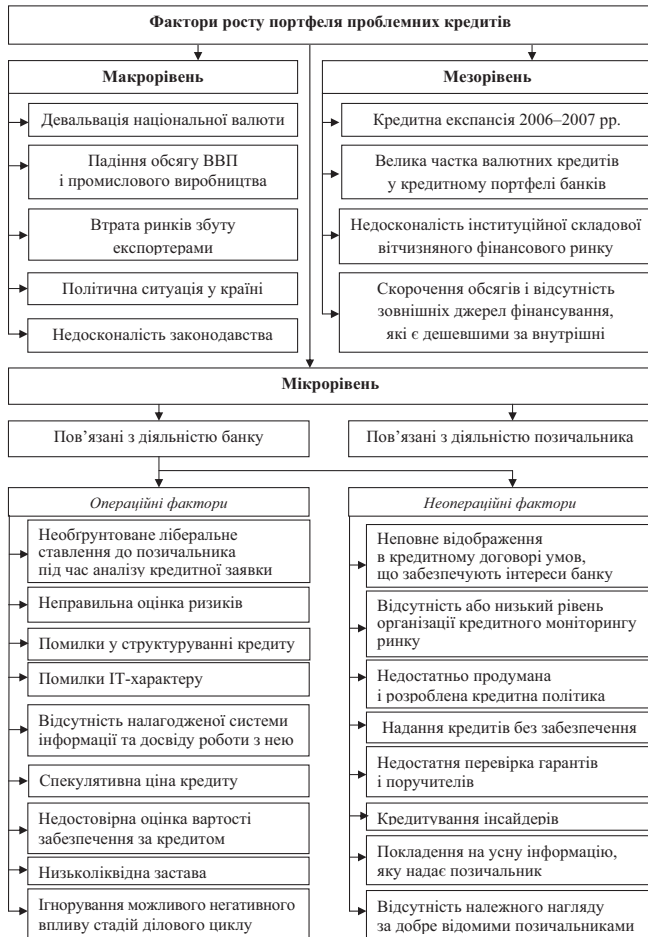 Фактори росту портфеля проблемних кредитів
Макрорівень
Девальвація національної валюти
Падіння обсягу ВВП
і промислового виробництва
Втрата ринків збуту
експортерами
Політична ситуація у країні
Недосконалість законодавства
Мезорівень
Кредитна експансія 2006–2007 рр.
Велика частка валютних кредитів
у кредитному портфелі банків
Недосконалість інституційної складової
вітчизняного фінансового ринку
Скорочення обсягів і відсутність
зовнішніх джерел фінансування,
які є дешевшими за внутрішні
Мікрорівень
Пов’язані з діяльністю банку
Пов’язані з діяльністю позичальника
Операційні фактори
Необґрунтоване ліберальне
ставлення до позичальника
під час аналізу кредитної заявки
Неправильна оцінка ризиків
Помилки у структуруванні кредиту
Помилки ІТ-характеру
Відсутність налагодженої системи
інформації та досвіду роботи з нею
Спекулятивна ціна кредиту
Недостовірна оцінка вартості
забезпечення за кредитом
Низьколіквідна застава
Ігнорування можливого негативного
впливу стадій ділового циклу
Неопераційні фактори
Неповне відображення
в кредитному договорі умов,
що забезпечують інтереси банку
Відсутність або низький рівень
організації кредитного моніторингу
ринку
Недостатньо продумана
і розроблена кредитна політика
Надання кредитів без забезпечення
Недостатня перевірка гарантів
і поручителів
Кредитування інсайдерів
Покладення на усну інформацію,
яку надає позичальник
Відсутність належного нагляду
за добре відомими позичальниками